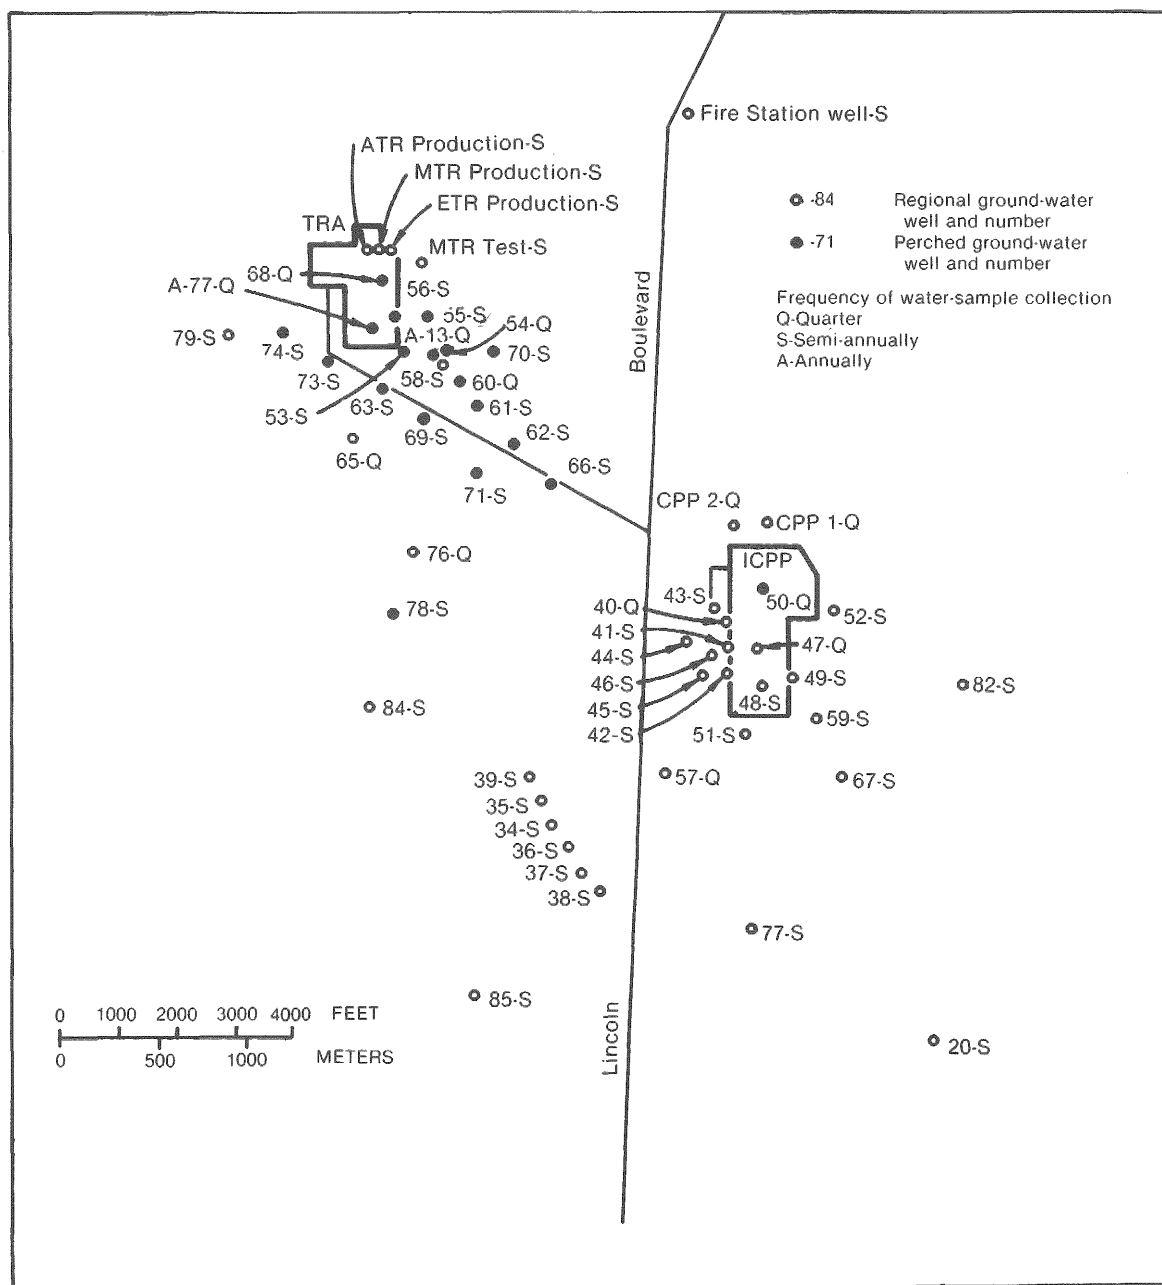 Fire Station well-S
ATR Production-S
MTR Production-S
ETR Production-S
TRA
MTR Test-S
-84 Regional ground-water
well and number
-71 Perched ground-water
well and number
Frequency of water-sample collection
Q-Quarter
S-Semi-annually
A-Annually
Boulevard
68-Q
A-77-Q
56-S
55-S
54-Q
A-13-Q
79-S
74-S
70-S
73-S
58-S
60-Q
53-S
63-S
61-S
69-S
62-S
65-Q
66-S
71-S
CPP 2-Q
CPP 1-Q
76-Q
ICPP
43-S
50-Q
40-Q
52-S
78-S
41-S
44-S
47-Q
46-S
49-S
82-S
48-S
84-S
45-S
59-S
42-S
51-S
39-S
57-Q
67-S
35-S
34-S
36-S
37-S
38-S
77-S
85-S
Lincoln
0 1000 2000 3000 4000 FEET
0 500 1000 METERS
20-S